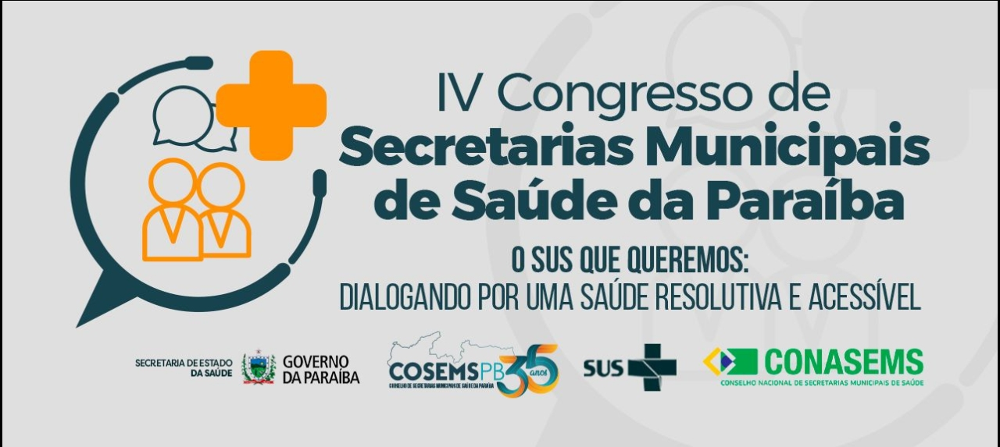 IV Congresso de
Secretarias Municipais
de Saúde da Paraíba
O SUS QUE QUEREMOS:
DIALOGANDO POR UMA SAÚDE RESOLUTIVA E ACESSÍVEL
SECRETARIA DE ESTADO
DA SAÚDE
GOVERNO
DA PARAÍBA
COSEMSPB
CONSELHO DE SECRETARIAS MUNICIPAIS DE SAÚDE DA PARAÍBA
35 anos
SUS
CONASEMS
CONSELHO NACIONAL DE SECRETARIAS MUNICIPAIS DE SAÚDE